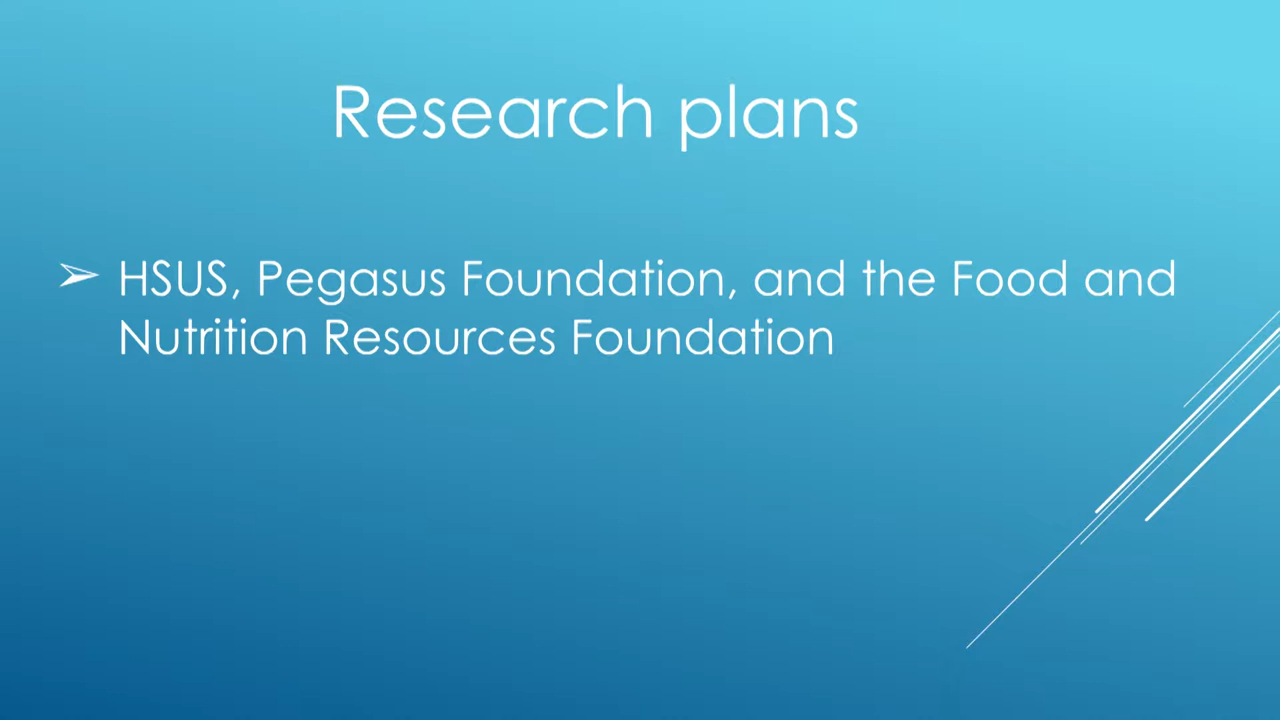 Research plans
➢ HSUS, Pegasus Foundation, and the Food and
Nutrition Resources Foundation